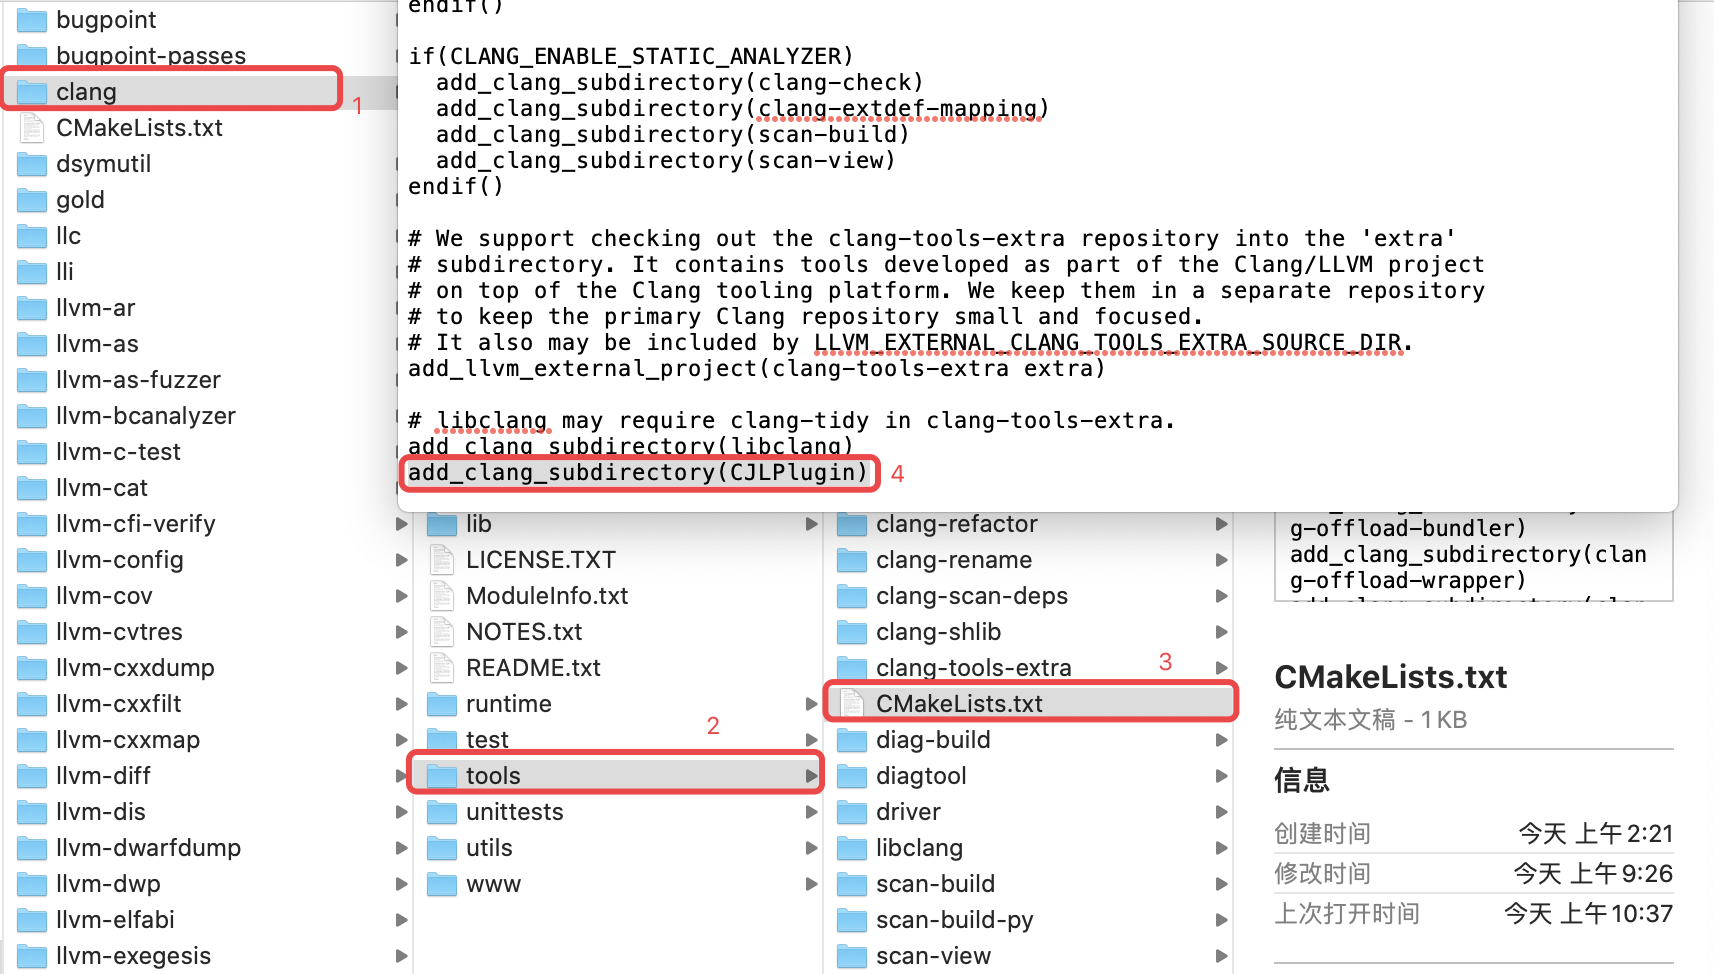 bugpoint
bugpoint-passes
clang
1
CMakeLists.txt
dsymutil
gold
llc
lli
llvm-ar
llvm-as
llvm-as-fuzzer
llvm-bcanalyzer
llvm-c-test
llvm-cat
llvm-cfi-verify
llvm-config
llvm-cov
llvm-cvtres
llvm-cxxdump
llvm-cxxfilt
llvm-cxxmap
llvm-diff
llvm-dis
llvm-dwarfdump
llvm-dwp
llvm-elfabi
llvm-exegesis
endif()
if(CLANG_ENABLE_STATIC_ANALYZER)
add_clang_subdirectory(clang-check)
add_clang_subdirectory(clang-extdef-mapping)
add_clang_subdirectory(scan-build)
add_clang_subdirectory(scan-view)
endif()
# We support checking out the clang-tools-extra repository into the 'extra'
# subdirectory. It contains tools developed as part of the Clang/LLVM project
# on top of the Clang tooling platform. We keep them in a separate repository
# to keep the primary Clang repository small and focused.
# It also may be included by LLVM_EXTERNAL_CLANG_TOOLS_EXTRA_SOURCE_DIR.
add_llvm_external_project(clang-tools-extra extra)
# libclang may require clang-tidy in clang-tools-extra.
add_clang_subdirectory(libclang)
add_clang_subdirectory(CJLPlugin)
4
lib
LICENSE.TXT
ModuleInfo.txt
NOTES.txt
README.txt
runtime
2
test
tools
unittests
utils
www
clang-refactor
clang-rename
clang-scan-deps
clang-shlib
clang-tools-extra
3
CMakeLists.txt
diag-build
diagtool
driver
libclang
scan-build
scan-build-py
scan-view
g-offload-bundler)
add_clang_subdirectory(clan
g-offload-wrapper)
CMakeLists.txt
纯文本文稿 - 1 KB
信息
创建时间 今天 上午2:21
修改时间 今天 上午9:26
上次打开时间 今天 上午10:37